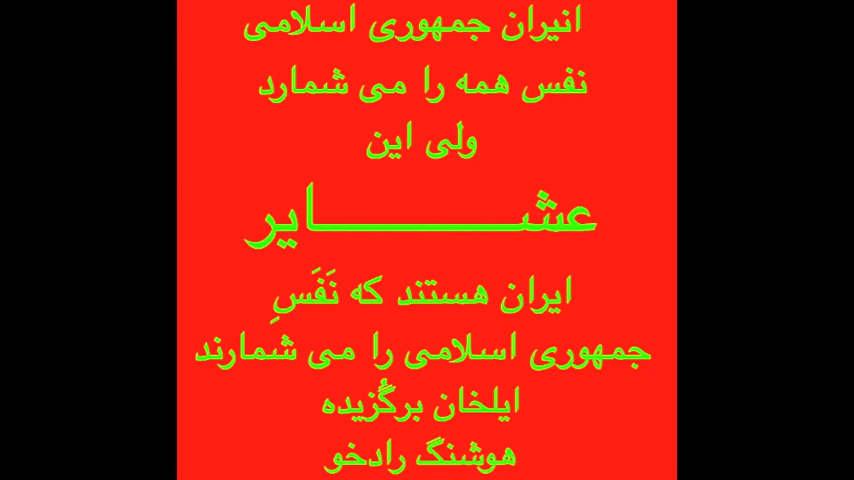 انیران جمهوری اسلامی
نفس همه را می شمارد
ولی این
عشـــــــــایر
ایران هستند که نَفَسِ
جمهوری اسلامی را می شمارند
ایلخان برگُزیده
هوشنگ رادخو